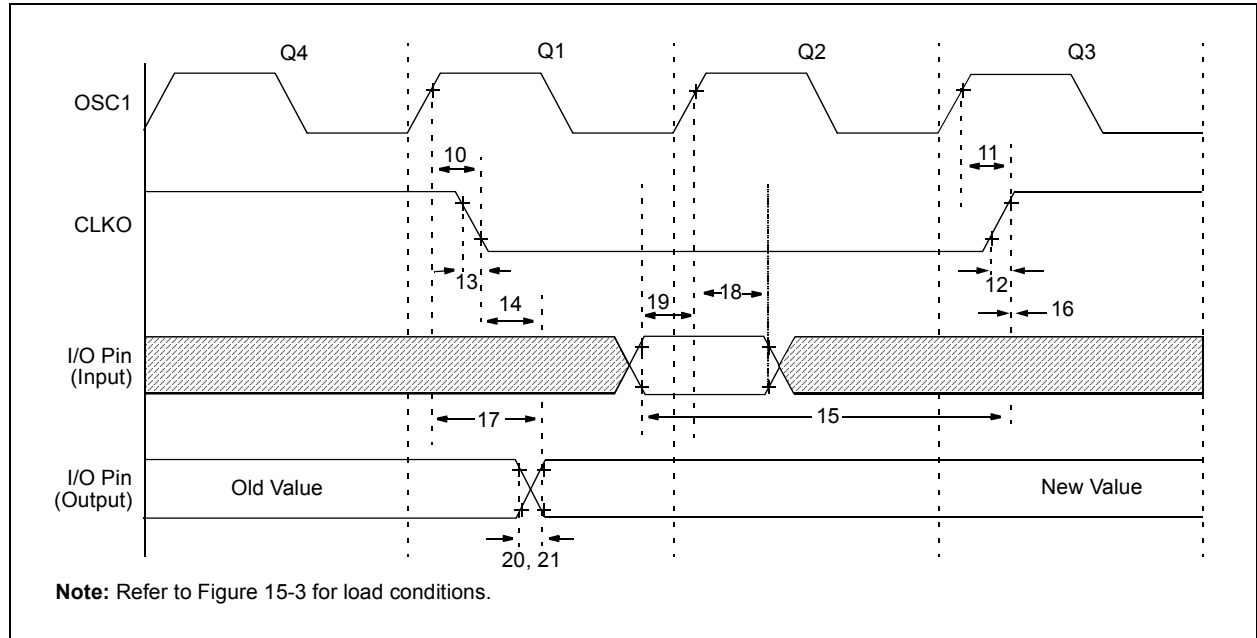 Q4 Q1 Q2 Q3
OSC1
10 11
CLKO
13 12
14 19 18 16
I/O Pin
(Input)
17 15
I/O Pin
(Output)
Old Value New Value
20, 21
Note: Refer to Figure 15-3 for load conditions.